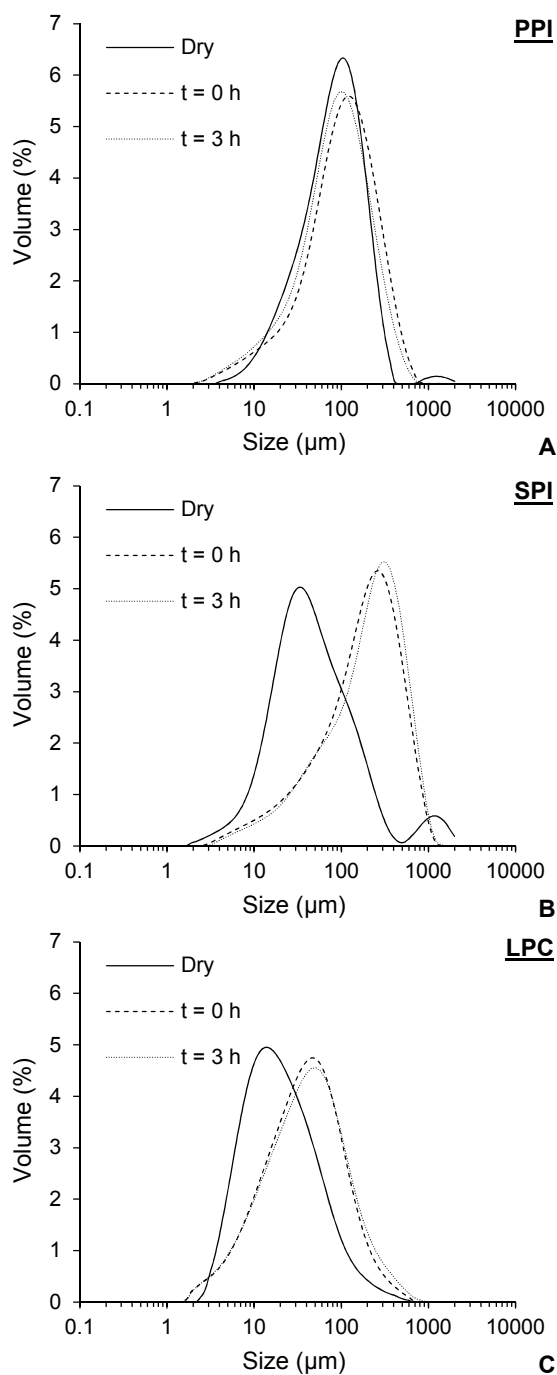 PPI
7
6
5
4
3
2
1
0
Volume (%)
Dry
t = 0 h
t = 3 h
0.1 1 10 100 1000 10000
Size (µm)
A
SPI
7
6
5
4
3
2
1
0
Volume (%)
Dry
t = 0 h
t = 3 h
0.1 1 10 100 1000 10000
Size (µm)
B
LPC
7
6
5
4
3
2
1
0
Volume (%)
Dry
t = 0 h
t = 3 h
0.1 1 10 100 1000 10000
Size (µm)
C